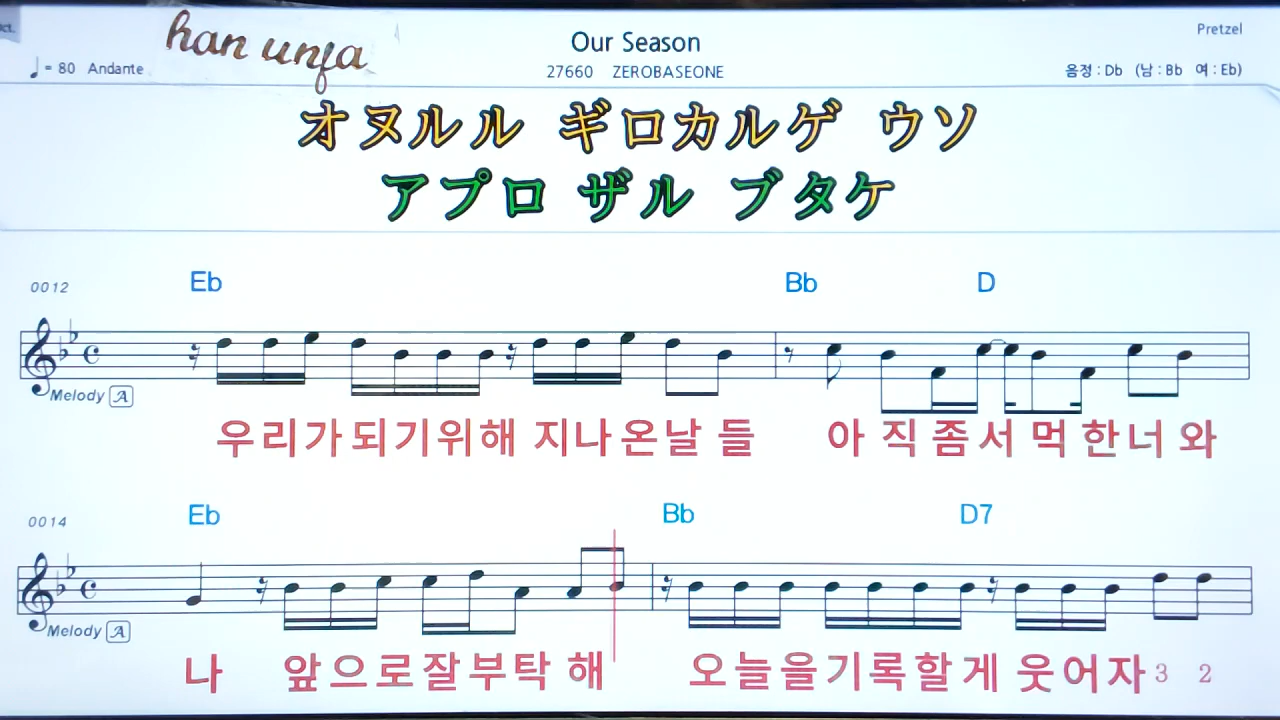 han unfa
Our Season
Pretzel
= 80 Andante
27660 ZEROBASEONE
음정 : Db (남 : Bb 여 : Eb)
オヌルル ギロカルゲ ウソ
アプロ ザル ブタケ
0012
Eb Bb D
Melody A
우리가되기위해 지나온날 들 아 직좀서먹한너 와
0014
Eb Bb D7
Melody A
나 앞으로잘부탁 해 오늘을기록할게 웃어자 3 2